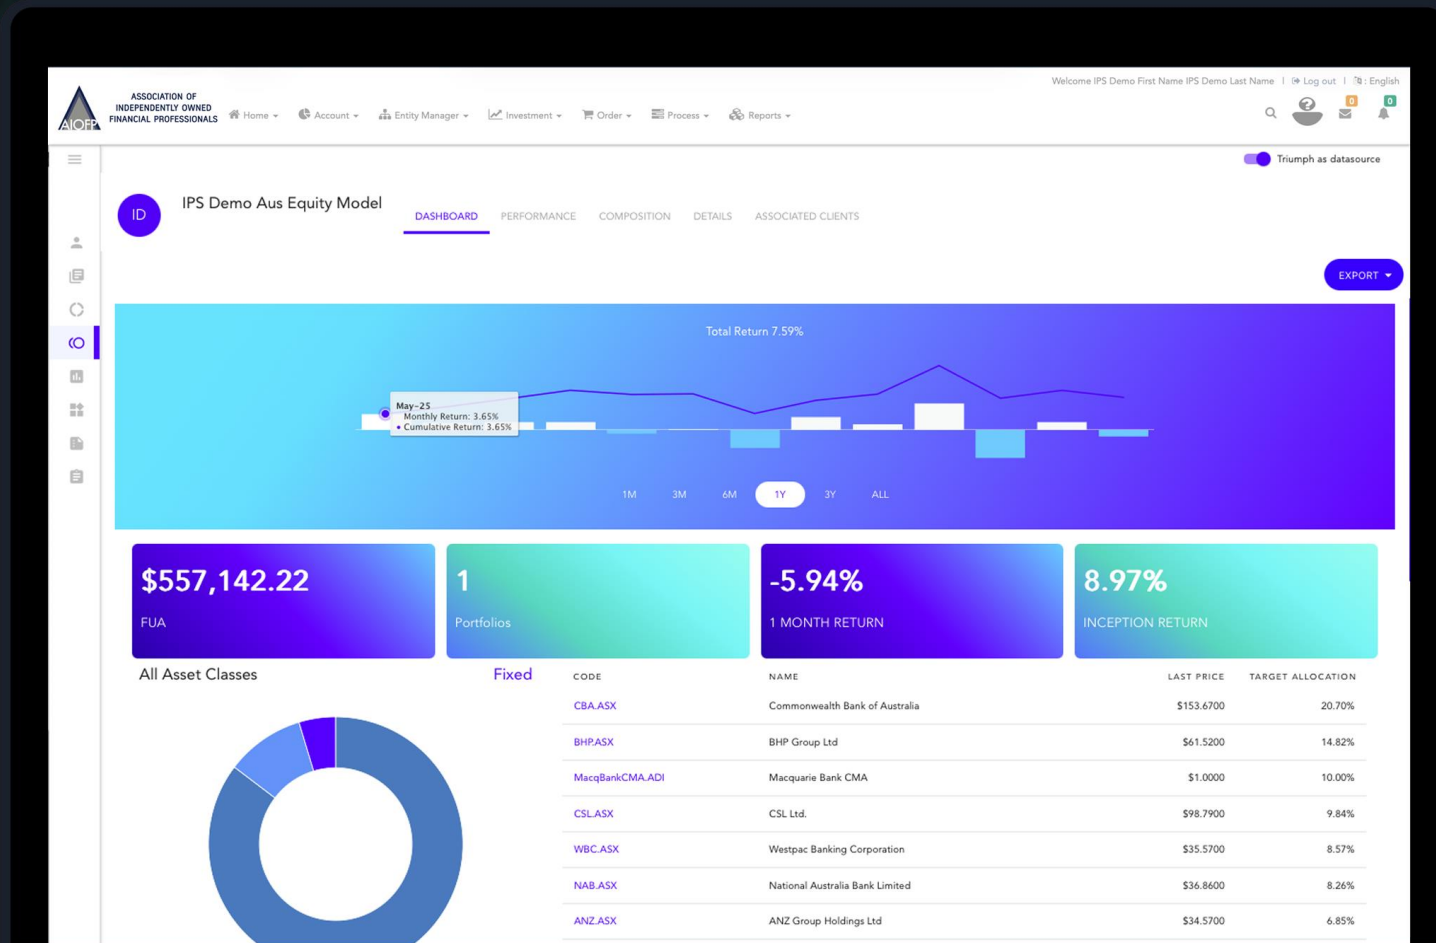 Welcome IPS Demo First Name IPS Demo Last Name | Log out | : English
ASSOCIATION OF
INDEPENDENTLY OWNED
FINANCIAL PROFESSIONALS
AIOFP
Home Account Entity Manager Investment Order Process Reports
0 0
Triumph as datasource
ID
IPS Demo Aus Equity Model
DASHBOARD PERFORMANCE COMPOSITION DETAILS ASSOCIATED CLIENTS
EXPORT
Total Return 7.59%
May-25
Monthly Return: 3.65%
• Cumulative Return: 3.65%
1M 3M 6M 1Y 3Y ALL
$557,142.22
FUA
1
Portfolios
-5.94%
1 MONTH RETURN
8.97%
INCEPTION RETURN
All Asset Classes Fixed
CODE NAME LAST PRICE TARGET ALLOCATION
CBA.ASX Commonwealth Bank of Australia $153.6700 20.70%
BHP.ASX BHP Group Ltd $61.5200 14.82%
MacqBankCMA.ADI Macquarie Bank CMA $1.0000 10.00%
CSL.ASX CSL Ltd. $98.7900 9.84%
WBC.ASX Westpac Banking Corporation $35.5700 8.57%
NAB.ASX National Australia Bank Limited $36.8600 8.26%
ANZ.ASX ANZ Group Holdings Ltd $34.5700 6.85%